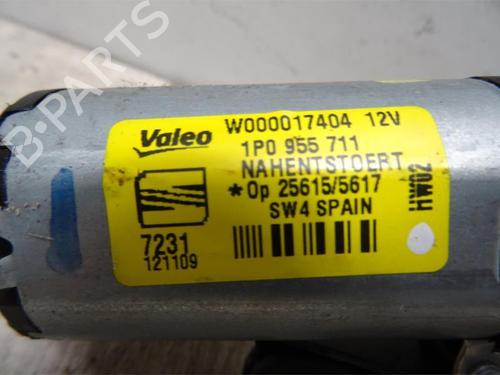 Valeo W000017404 12V
1P0 955 711
NAHENTSTOERT
*Op 25615/5617
SW4 SPAIN
HW02
7231
121109
B-PARTS